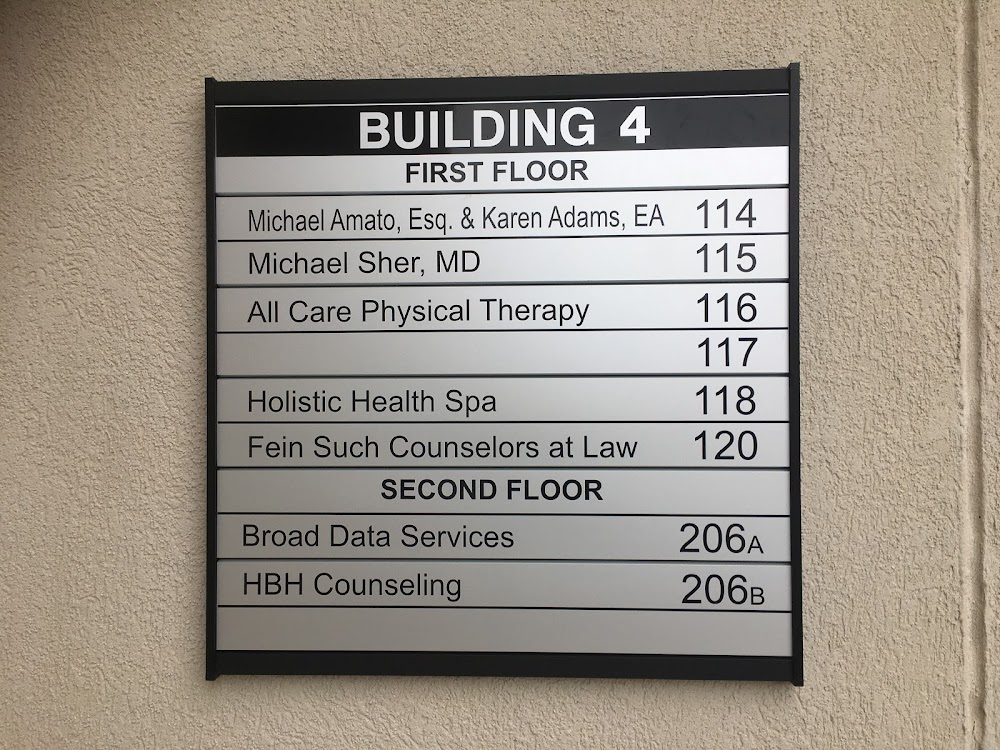 BUILDING 4
FIRST FLOOR
Michael Amato, Esq. & Karen Adams, EA 114
Michael Sher, MD 115
All Care Physical Therapy 116
117
Holistic Health Spa 118
Fein Such Counselors at Law 120
SECOND FLOOR
Broad Data Services 206A
HBH Counseling 206B